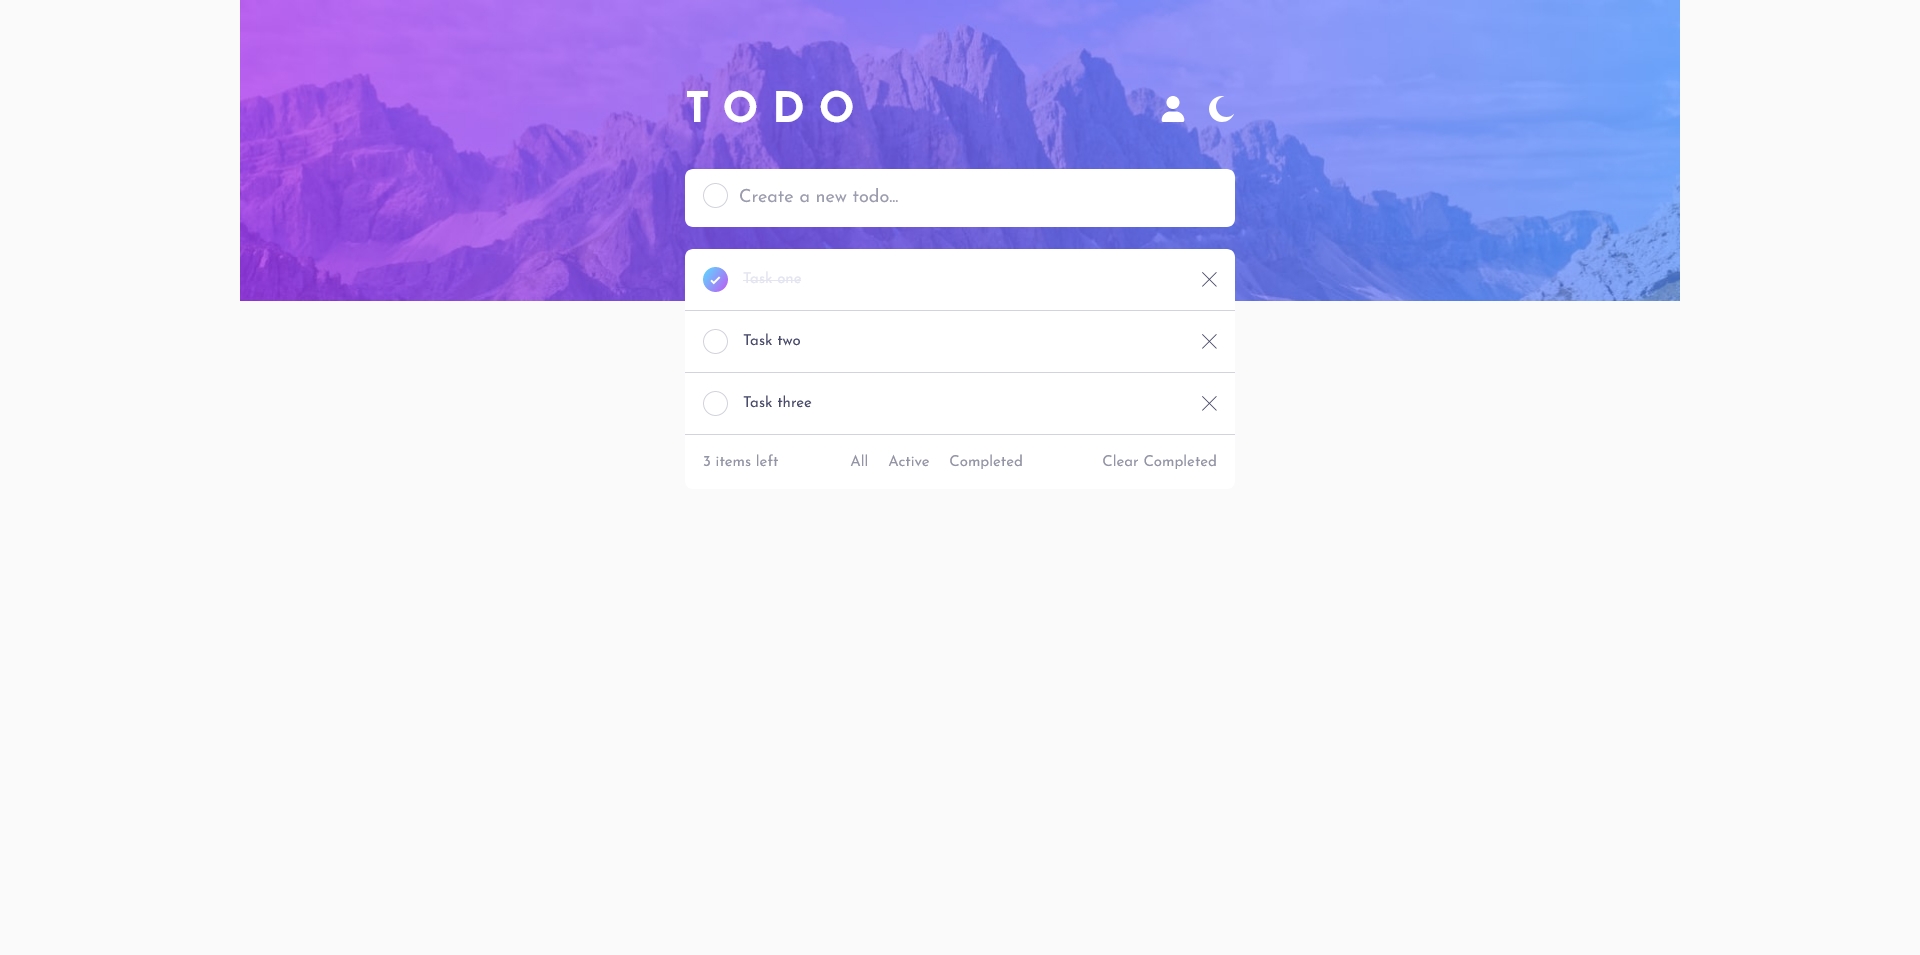 TODO
Create a new todo...
Task one
Task two
Task three
3 items left All Active Completed Clear Completed